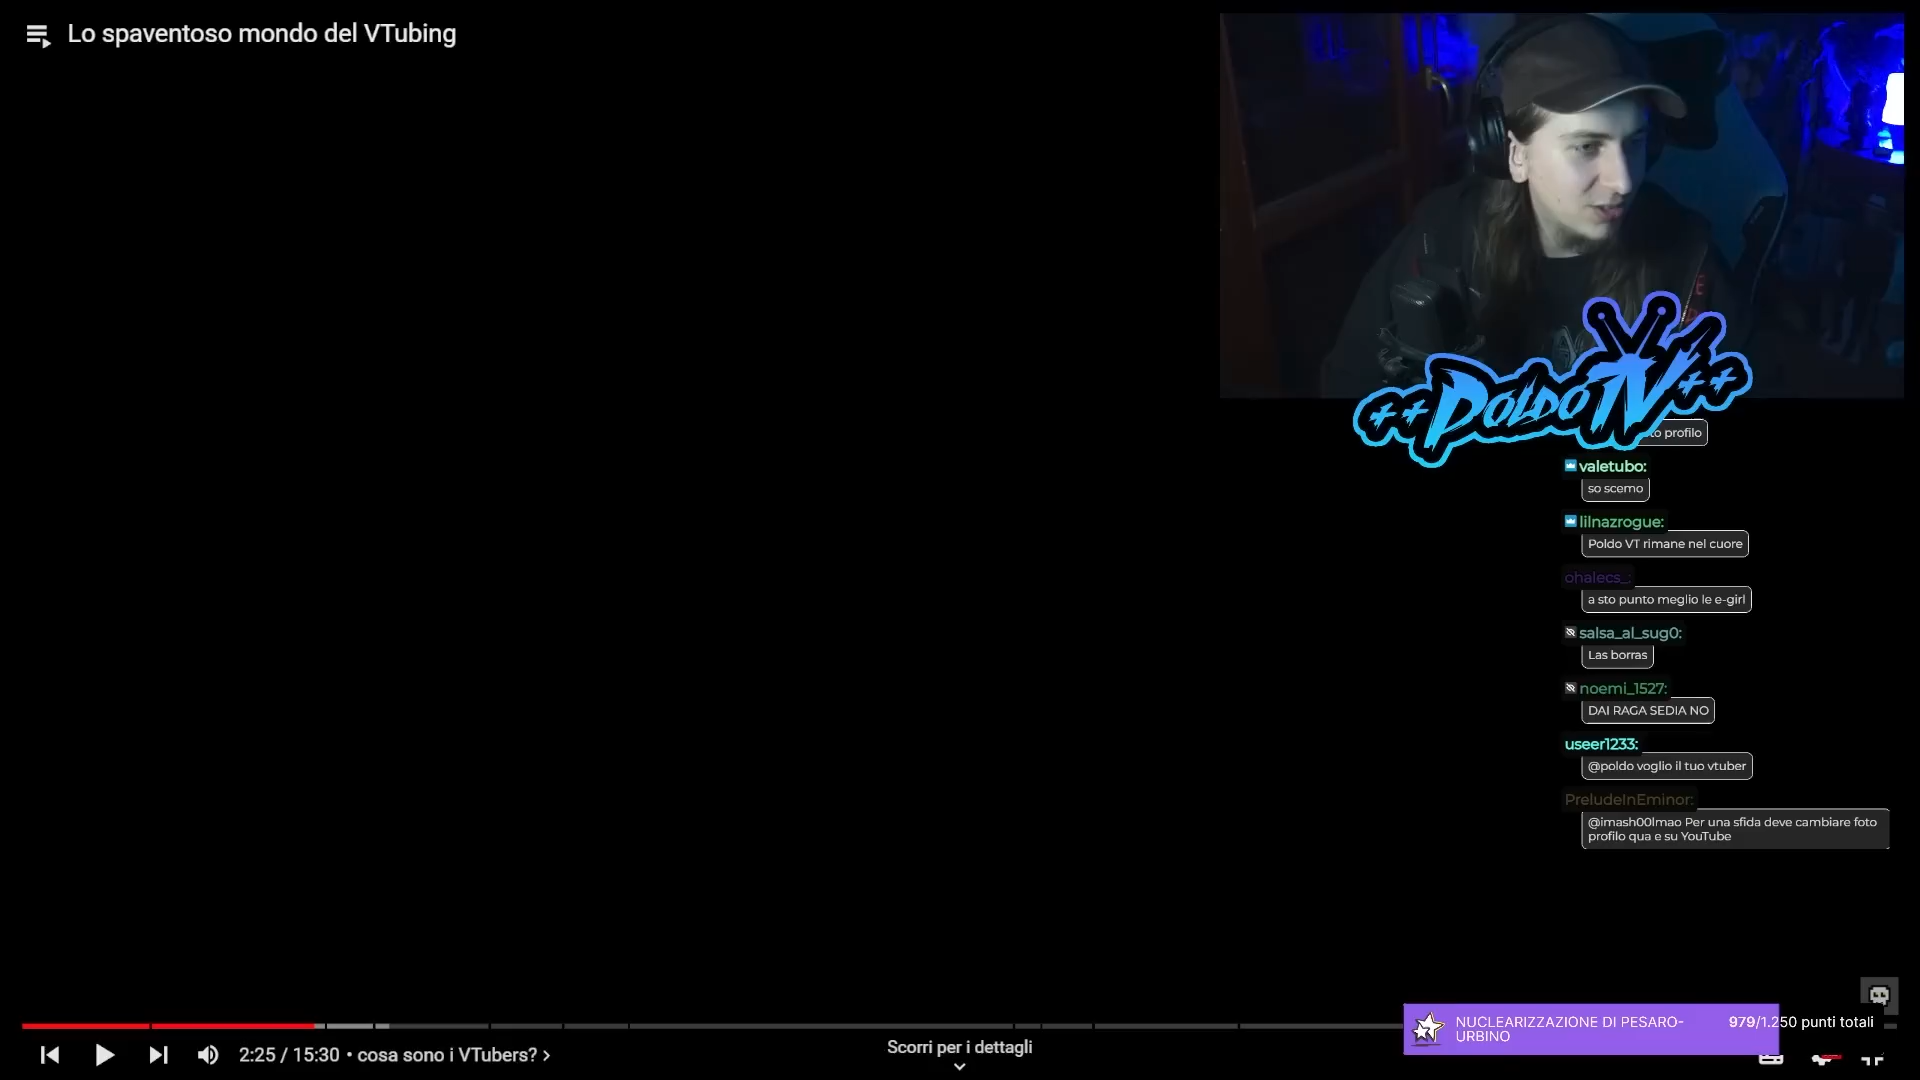 Lo spaventoso mondo del VTubing
++POLDO TV++
to profilo
valetubo:
so scemo
lilnazrogue:
Poldo VT rimane nel cuore
ohalecs_:
a sto punto meglio le e-girl
salsa_al_sug0:
Las borras
noemi_1527:
DAI RAGA SEDIA NO
useer1233:
@poldo voglio il tuo vtuber
PreludeInEminor:
@imash00lmao Per una sfida deve cambiare foto
profilo qua e su YouTube
NUCLEARIZZAZIONE DI PESARO-
URBINO
979/1.250 punti totali
2:25 / 15:30 • cosa sono i VTubers? ›
Scorri per i dettagli